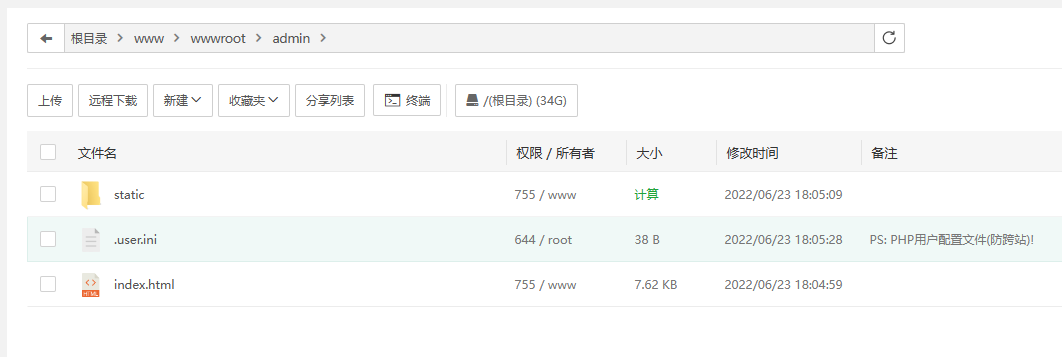 根目录 www wwwroot admin
上传 远程下载 新建 收藏夹 分享列表 终端 /(根目录) (34G)
文件名 权限 / 所有者 大小 修改时间 备注
static 755 / www 计算 2022/06/23 18:05:09
.user.ini 644 / root 38 B 2022/06/23 18:05:28 PS: PHP用户配置文件(防跨站)!
HTML index.html 755 / www 7.62 KB 2022/06/23 18:04:59